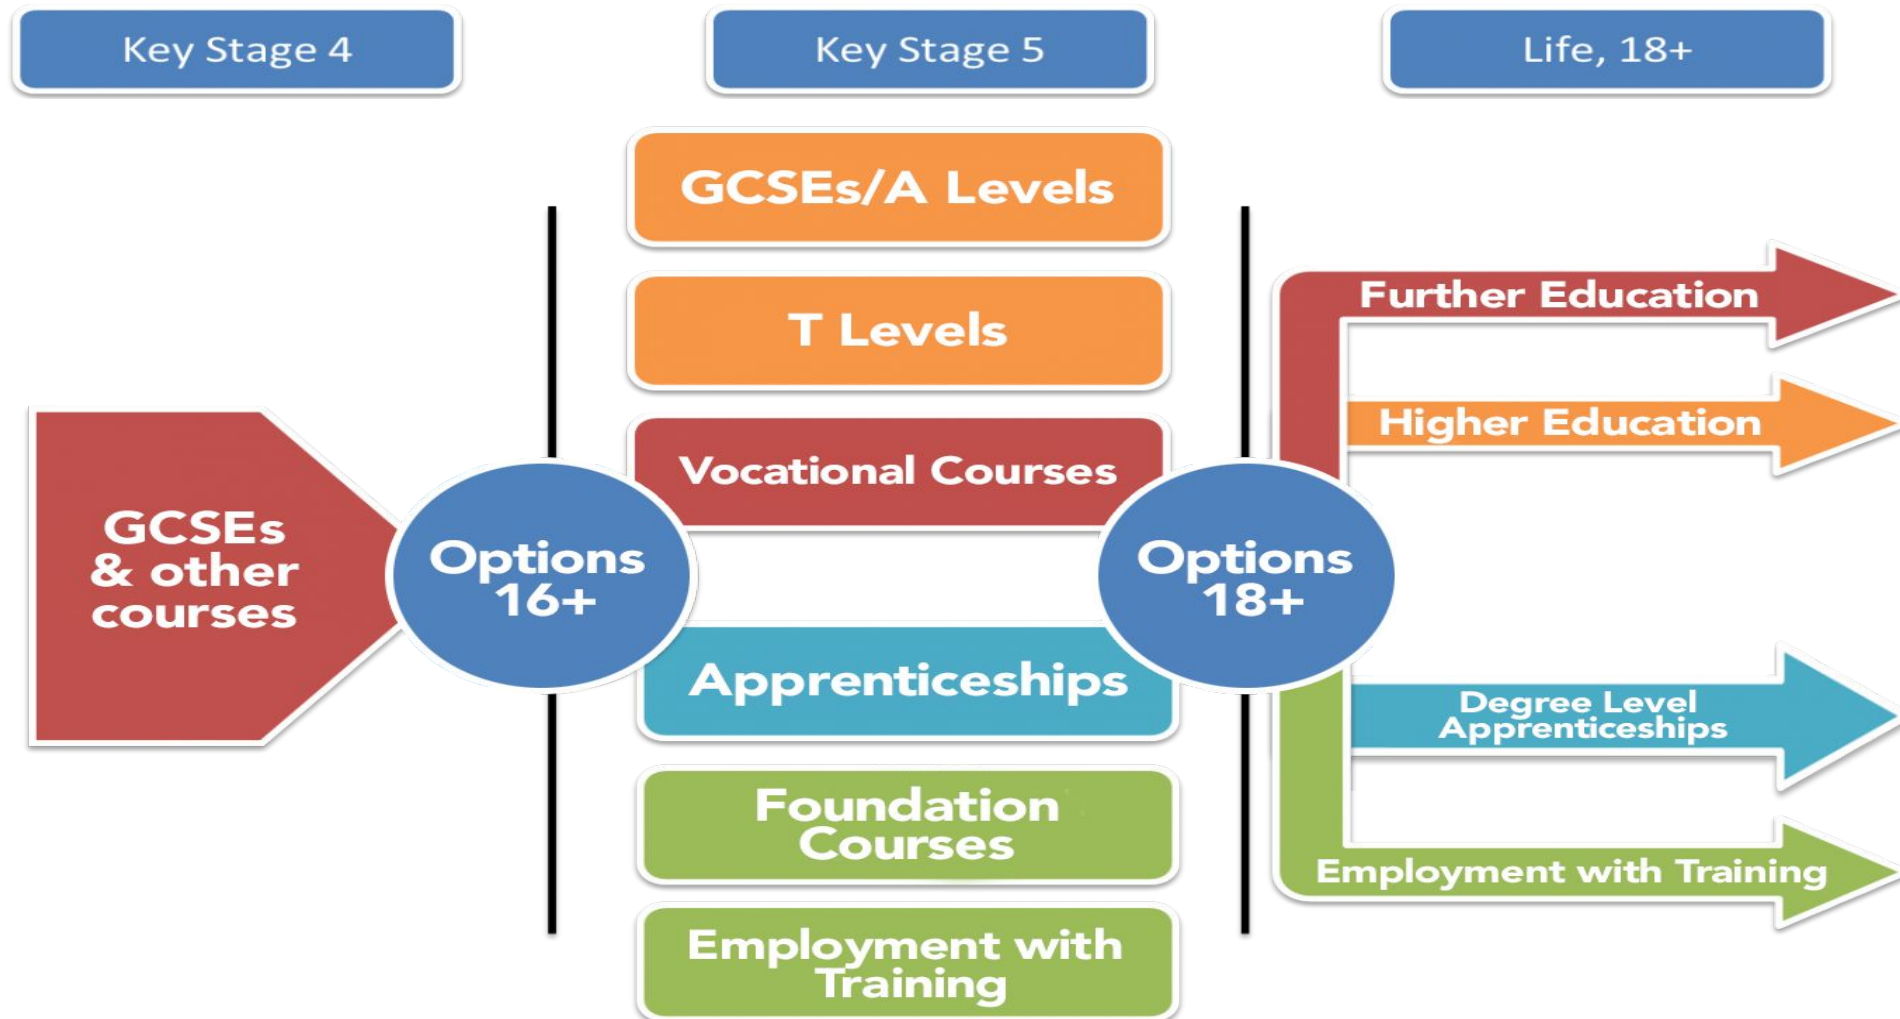 Key Stage 4
Key Stage 5
Life, 18+
GCSEs
& other
courses
Options
16+
GCSEs/A Levels
T Levels
Vocational Courses
Apprenticeships
Foundation
Courses
Employment with
Training
Options
18+
Further Education
Higher Education
Degree Level
Apprenticeships
Employment with Training